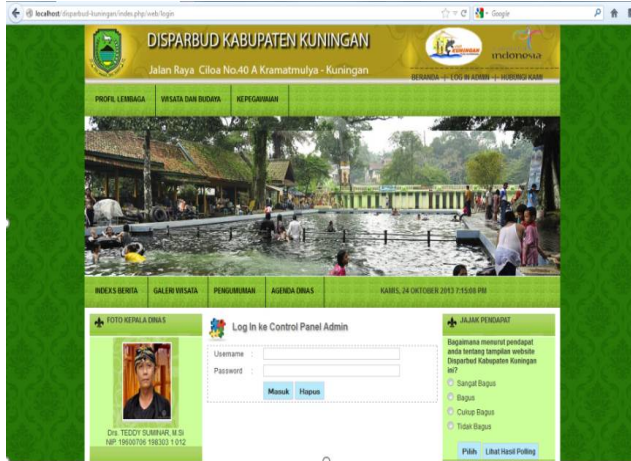 localhost/disparbud-kuningan/index.php/web/login
Google
DISPARBUD KABUPATEN KUNINGAN
Jalan Raya Ciloa No.40 A Kramatmulya - Kuningan
KUNINGAN
indonesia
BERANDA -|- LOG IN ADMIN -|- HUBUNGI KAMI
PROFIL LEMBAGA WISATA DAN BUDAYA KEPEGAWAIAN
INDEXS BERITA GALERI WISATA PENGUMUMAN AGENDA DINAS KAMIS, 24 OKTOBER 2013 7:15:08 PM
FOTO KEPALA DINAS
Drs. TEDDY SUMINAR, M.Si
NIP. 19600706 198303 1 012
Log In ke Control Panel Admin
Username :
Password :
Masuk Hapus
JAJAK PENDAPAT
Bagaimana menurut pendapat
anda tentang tampilan website
Disparbud Kabupaten Kuningan
ini?
Sangat Bagus
Bagus
Cukup Bagus
Tidak Bagus
Pilih Lihat Hasil Polling